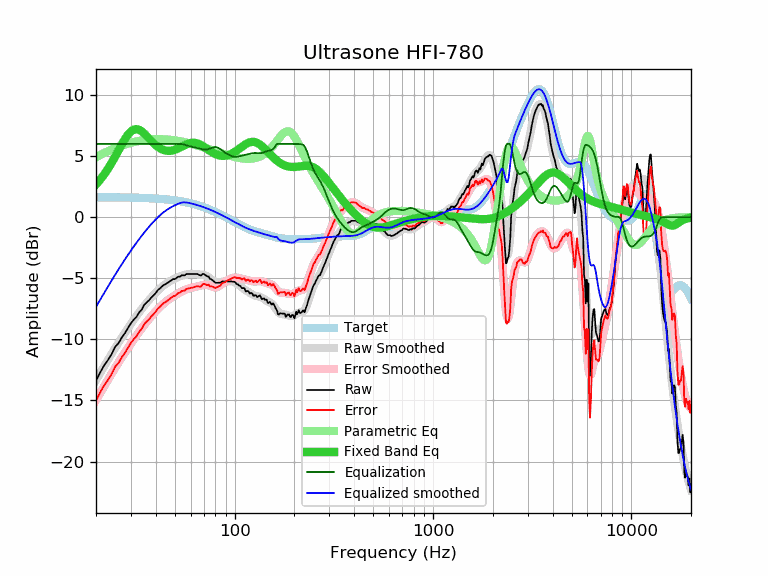 Ultrasone HFI-780
Amplitude (dBr)
10
5
0
−5
−10
−15
−20
Target
Raw Smoothed
Error Smoothed
Raw
Error
Parametric Eq
Fixed Band Eq
Equalization
Equalized smoothed
100
1000
10000
Frequency (Hz)